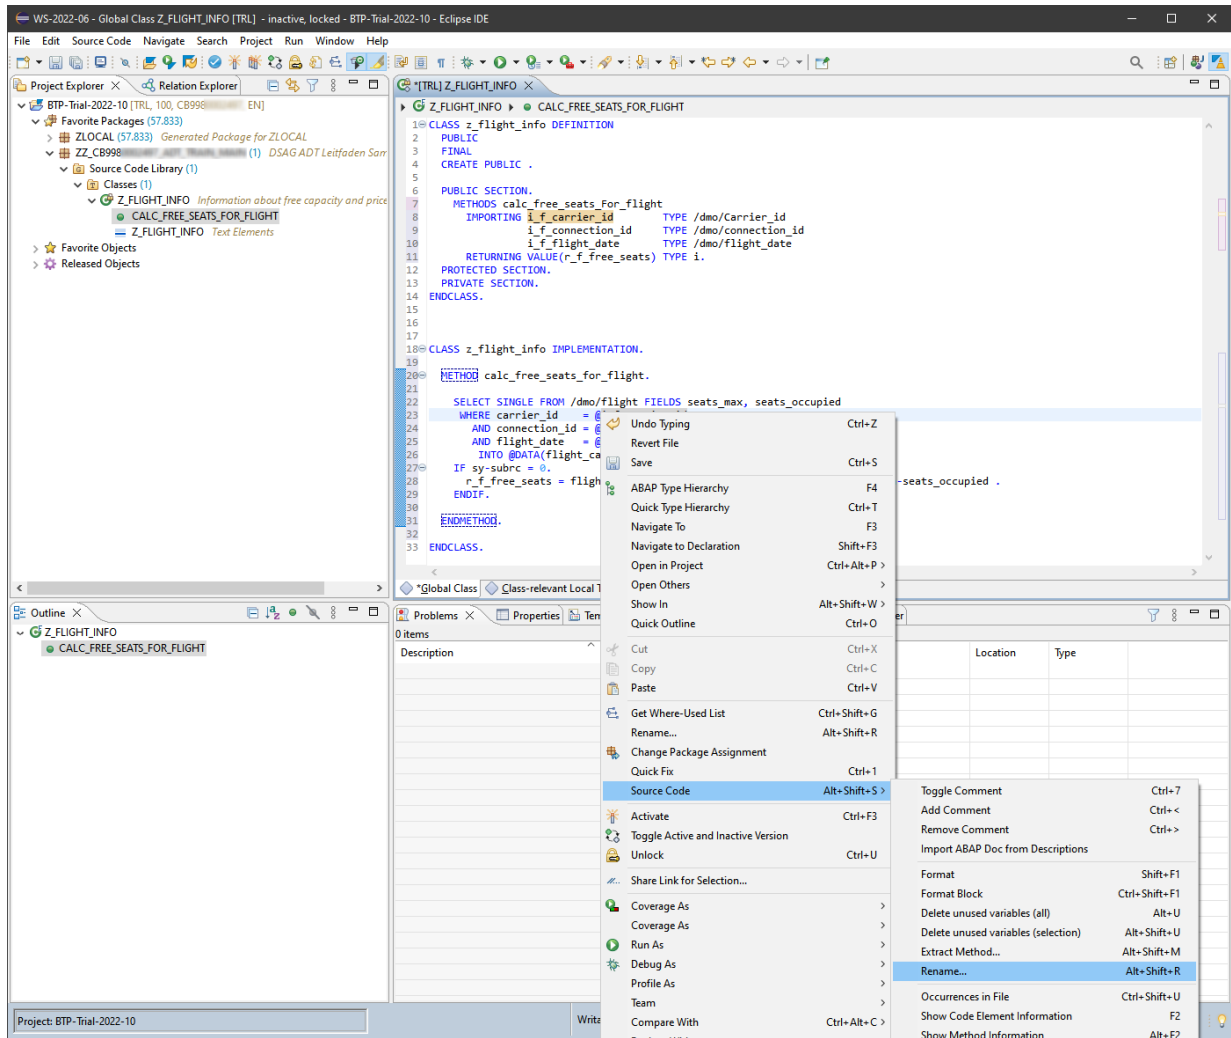 WS-2022-06 - Global Class Z_FLIGHT_INFO [TRL] - inactive, locked - BTP-Trial-2022-10 - Eclipse IDE
File Edit Source Code Navigate Search Project Run Window Help
Project Explorer
Relation Explorer
BTP-Trial-2022-10 [TRL, 100, CB998 EN]
Favorite Packages (57.833)
ZLOCAL (57.833) Generated Package for ZLOCAL
ZZ_CB998 (1) DSAG ADT Leitfaden Sam
Source Code Library (1)
Classes (1)
Z_FLIGHT_INFO Information about free capacity and price
CALC_FREE_SEATS_FOR_FLIGHT
Z_FLIGHT_INFO Text Elements
Favorite Objects
Released Objects
*[TRL] Z_FLIGHT_INFO
Z_FLIGHT_INFO CALC_FREE_SEATS_FOR_FLIGHT
1 CLASS z_flight_info DEFINITION
2 PUBLIC
3 FINAL
4 CREATE PUBLIC .
5
6 PUBLIC SECTION.
7 METHODS calc_free_seats_For_flight
8 IMPORTING i_f_carrier_id TYPE /dmo/Carrier_id
9 i_f_connection_id TYPE /dmo/connection_id
10 i_f_flight_date TYPE /dmo/flight_date
11 RETURNING VALUE(r_f_free_seats) TYPE i.
12 PROTECTED SECTION.
13 PRIVATE SECTION.
14 ENDCLASS.
15
16
17
18 CLASS z_flight_info IMPLEMENTATION.
19
20 METHOD calc_free_seats_for_flight.
21
22 SELECT SINGLE FROM /dmo/flight FIELDS seats_max, seats_occupied
23 WHERE carrier_id = @
24 AND connection_id = @
25 AND flight_date = @
26 INTO @DATA(flight_ca
27 IF sy-subrc = 0.
28 r_f_free_seats = fligh -seats_occupied .
29 ENDIF.
30
31 ENDMETHOD.
32
33 ENDCLASS.
*Global Class
Class-relevant Local T
Undo Typing Ctrl+Z
Revert File
Save Ctrl+S
ABAP Type Hierarchy F4
Quick Type Hierarchy Ctrl+T
Navigate To F3
Navigate to Declaration Shift+F3
Open in Project Ctrl+Alt+P >
Open Others >
Show In Alt+Shift+W >
Quick Outline Ctrl+O
Cut Ctrl+X
Copy Ctrl+C
Paste Ctrl+V
Get Where-Used List Ctrl+Shift+G
Rename... Alt+Shift+R
Change Package Assignment
Quick Fix Ctrl+1
Source Code Alt+Shift+S >
Activate Ctrl+F3
Toggle Active and Inactive Version
Unlock Ctrl+U
Share Link for Selection...
Coverage As >
Coverage As >
Run As >
Debug As >
Profile As >
Team >
Compare With Ctrl+Alt+C >
Toggle Comment Ctrl+7
Add Comment Ctrl+<
Remove Comment Ctrl+>
Import ABAP Doc from Descriptions
Format Shift+F1
Format Block Ctrl+Shift+F1
Delete unused variables (all) Alt+U
Delete unused variables (selection) Alt+Shift+U
Extract Method... Alt+Shift+M
Rename... Alt+Shift+R
Occurrences in File Ctrl+Shift+U
Show Code Element Information F2
Show Method Information Alt+F2
Outline
Z_FLIGHT_INFO
CALC_FREE_SEATS_FOR_FLIGHT
Problems
Properties
Ten
er
0 items
Description Location Type
Project: BTP-Trial-2022-10
Writa